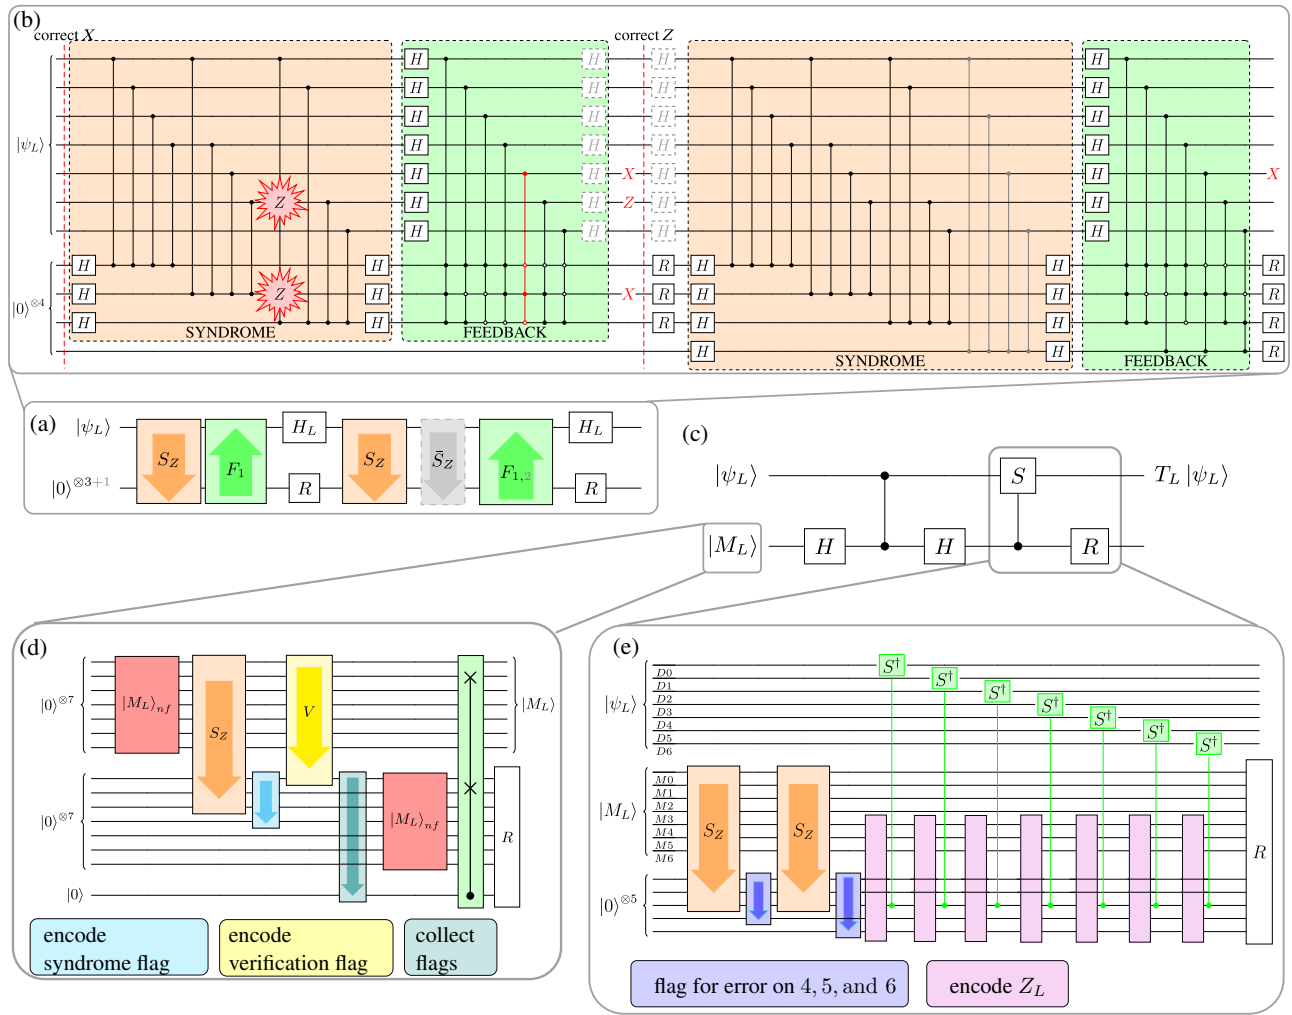 (b)
correct X
correct Z
H H H H
H H H
H H H H
H H H H
|ψ_L⟩
H H H X H H X
H Z H Z H H
H H H H
H H R H H R
|0⟩^⊗4 H Z H X R H H R
H H R H H R
SYNDROME FEEDBACK
H H R
SYNDROME FEEDBACK
(a) |ψ_L⟩ H_L H_L
S_Z F_1 S_Z S̄_Z F_1,2
|0⟩^⊗3+1 R R
(c)
|ψ_L⟩ S T_L |ψ_L⟩
|M_L⟩ H H R
(d)
|0⟩^⊗7 |M_L⟩_nf S_Z V |M_L⟩
|0⟩^⊗7 |M_L⟩_nf R
|0⟩
encode
syndrome flag
encode
verification flag
collect
flags
(e)
|ψ_L⟩
D0
D1
D2
D3
D4
D5
D6
S† S† S† S† S† S† S†
|M_L⟩
M0
M1
M2
M3
M4
M5
M6
S_Z S_Z
R
|0⟩^⊗5
flag for error on 4, 5, and 6
encode Z_L